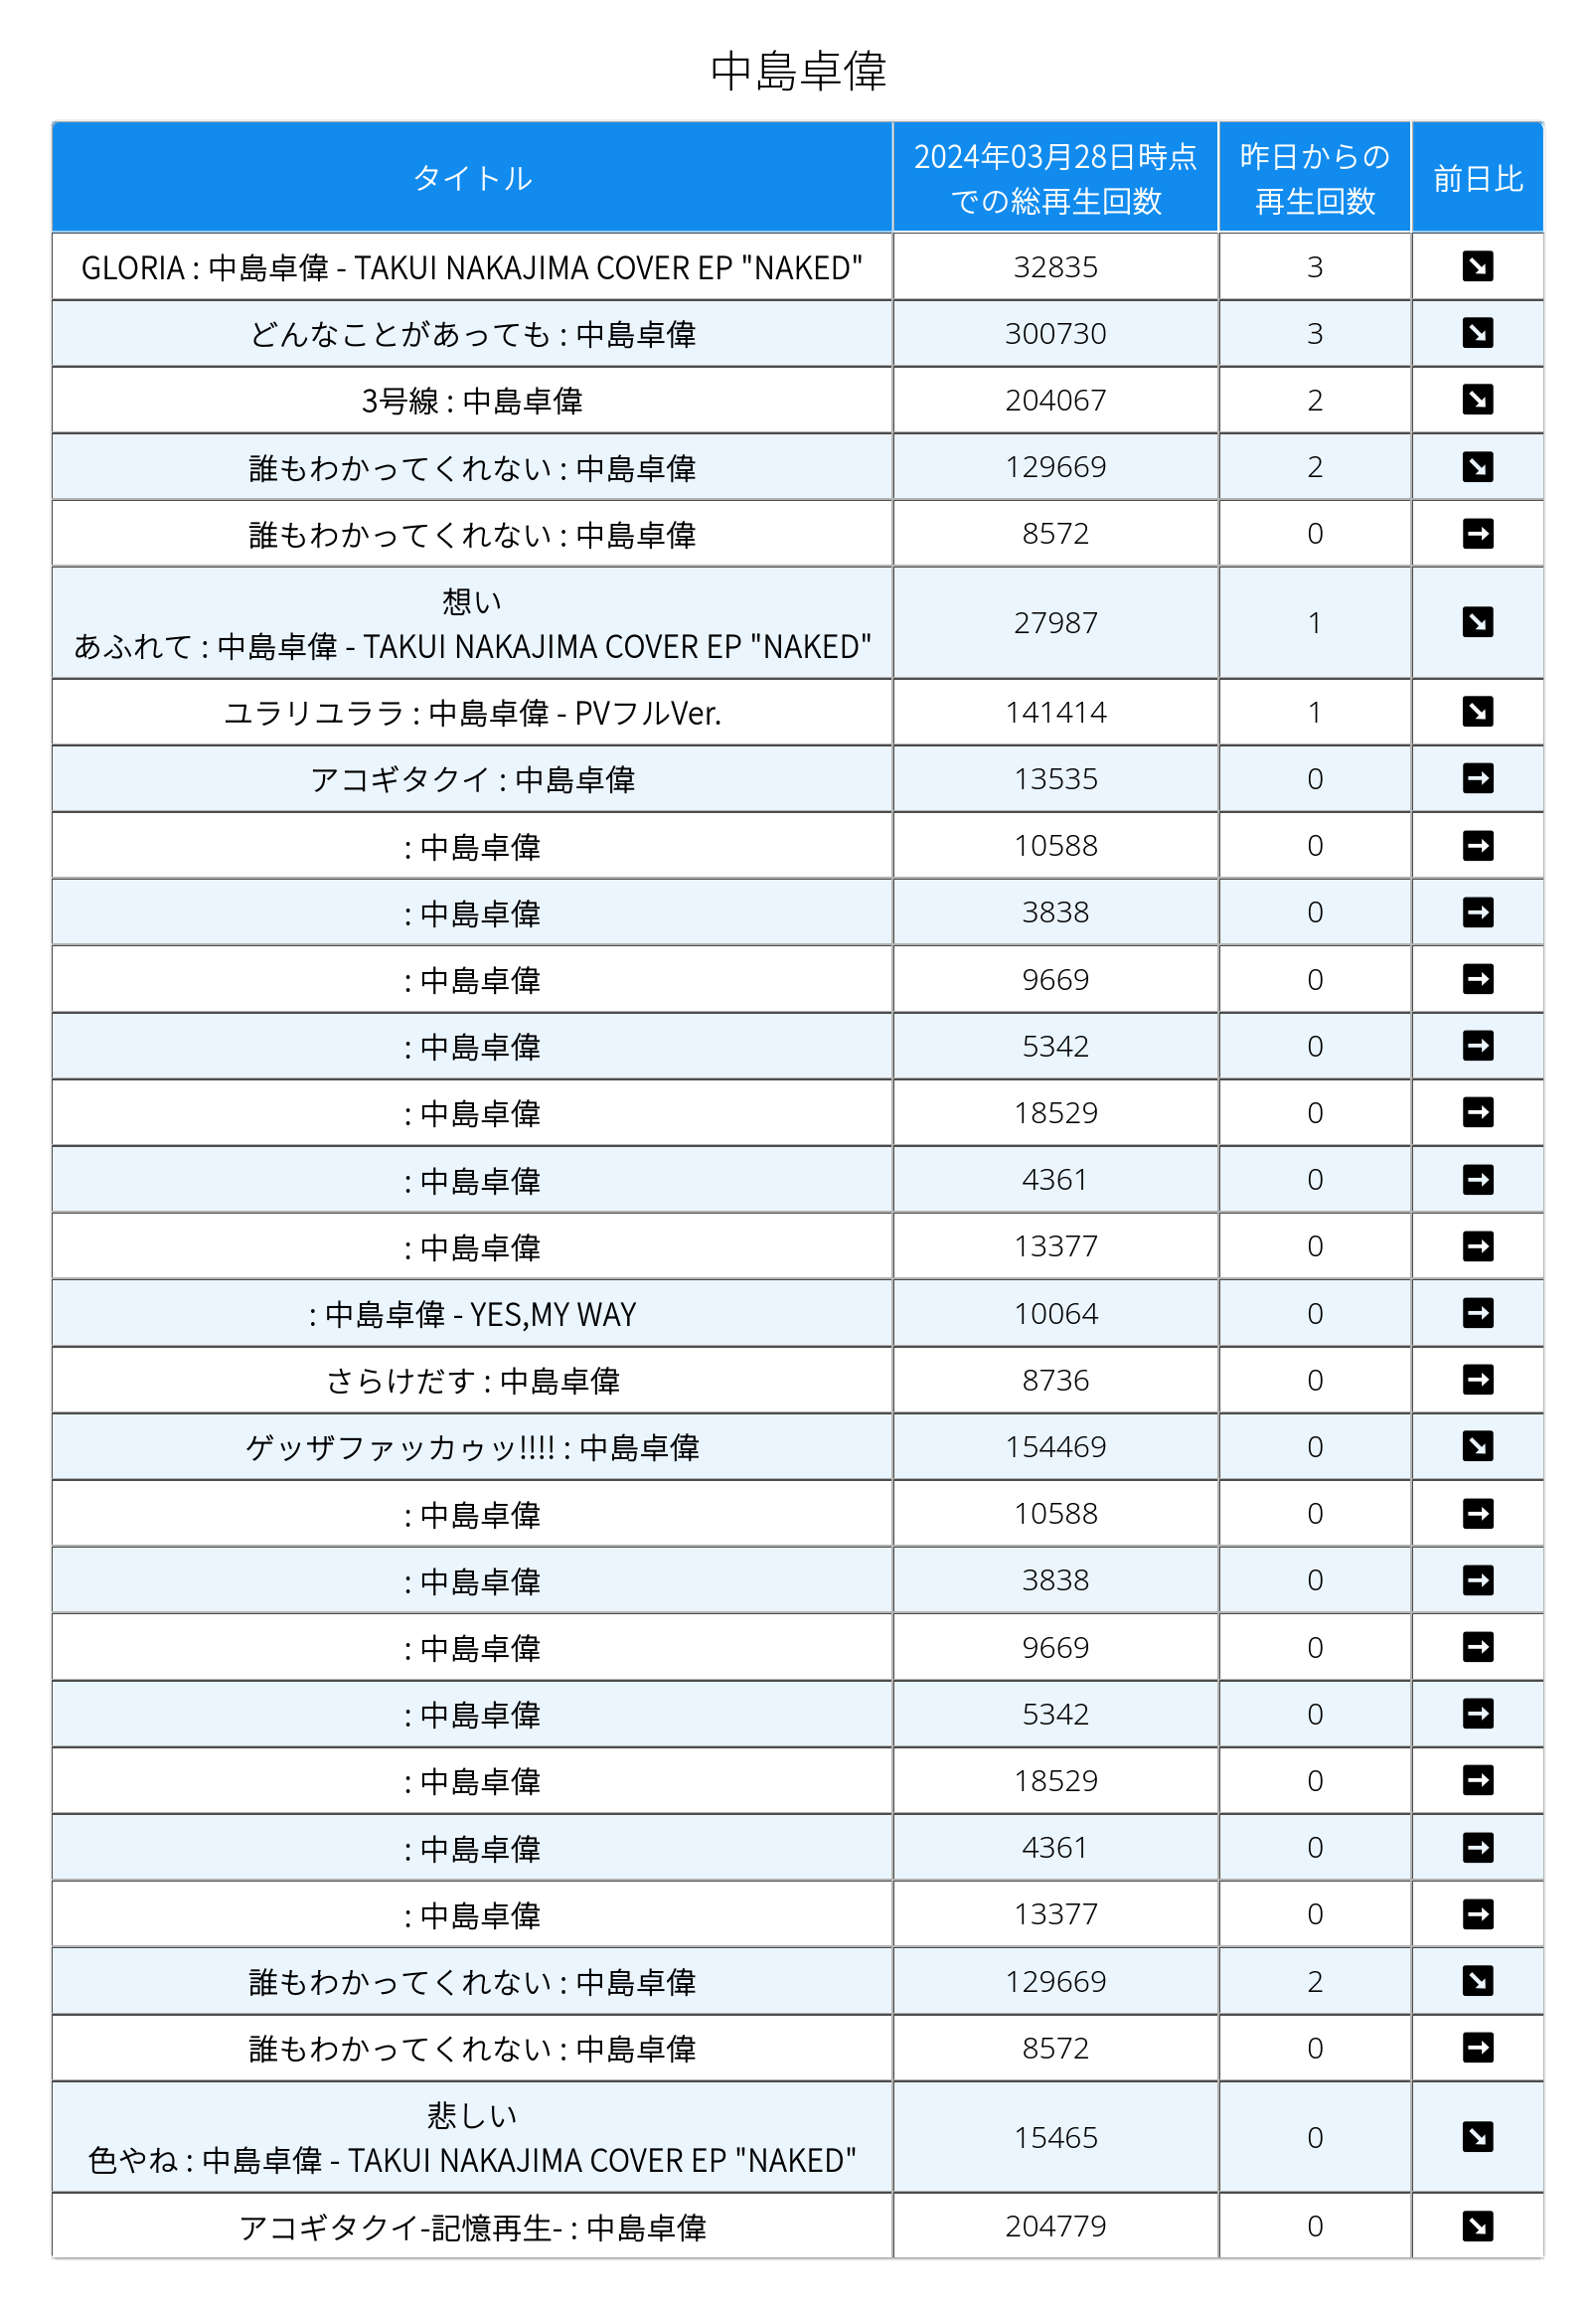 中島卓偉
タイトル
2024年03月28日時点
での総再生回数
昨日からの
再生回数
前日比
GLORIA : 中島卓偉 - TAKUI NAKAJIMA COVER EP "NAKED" 32835 3
どんなことがあっても : 中島卓偉 300730 3
3号線 : 中島卓偉 204067 2
誰もわかってくれない : 中島卓偉 129669 2
誰もわかってくれない : 中島卓偉 8572 0
想い
あふれて : 中島卓偉 - TAKUI NAKAJIMA COVER EP "NAKED" 27987 1
ユラリユララ : 中島卓偉 - PVフルVer. 141414 1
アコギタクイ : 中島卓偉 13535 0
: 中島卓偉 10588 0
: 中島卓偉 3838 0
: 中島卓偉 9669 0
: 中島卓偉 5342 0
: 中島卓偉 18529 0
: 中島卓偉 4361 0
: 中島卓偉 13377 0
: 中島卓偉 - YES,MY WAY 10064 0
さらけだす : 中島卓偉 8736 0
ゲッザファッカゥッ!!!! : 中島卓偉 154469 0
: 中島卓偉 10588 0
: 中島卓偉 3838 0
: 中島卓偉 9669 0
: 中島卓偉 5342 0
: 中島卓偉 18529 0
: 中島卓偉 4361 0
: 中島卓偉 13377 0
誰もわかってくれない : 中島卓偉 129669 2
誰もわかってくれない : 中島卓偉 8572 0
悲しい
色やね : 中島卓偉 - TAKUI NAKAJIMA COVER EP "NAKED" 15465 0
アコギタクイ-記憶再生- : 中島卓偉 204779 0